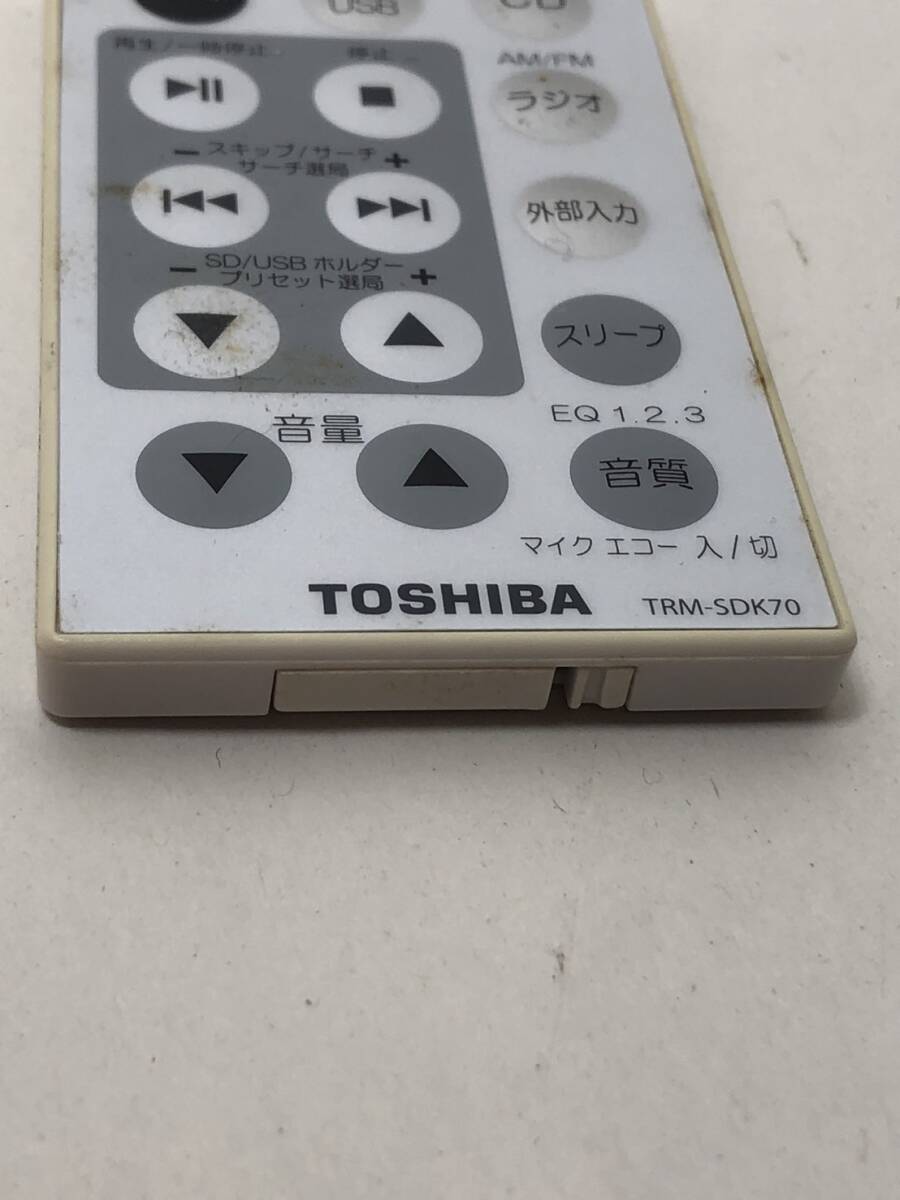 USB
CD
再生/一時停止
停止
AM/FM
ラジオ
− スキップ/サーチ +
サーチ選局
外部入力
− SD/USB ホルダー +
プリセット選局
スリープ
音量
EQ 1.2.3
音質
マイク エコー 入/切
TOSHIBA
TRM-SDK70